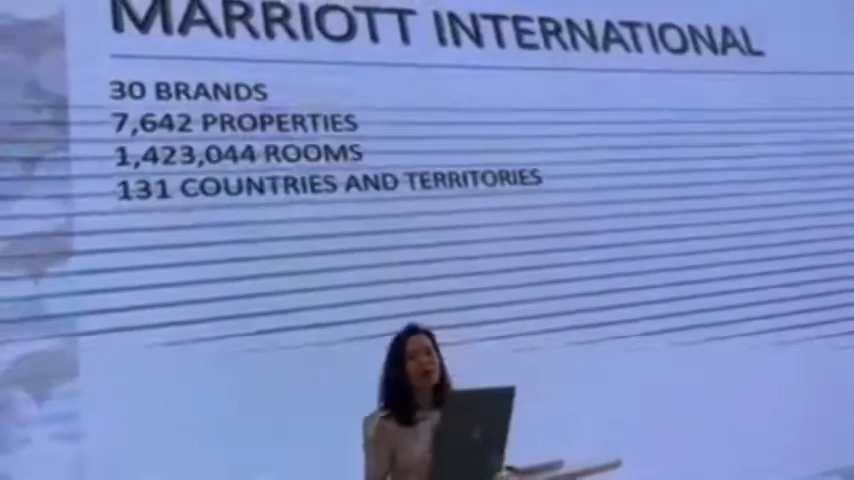 MARRIOTT INTERNATIONAL
30 BRANDS
7,642 PROPERTIES
1,423,044 ROOMS
131 COUNTRIES AND TERRITORIES